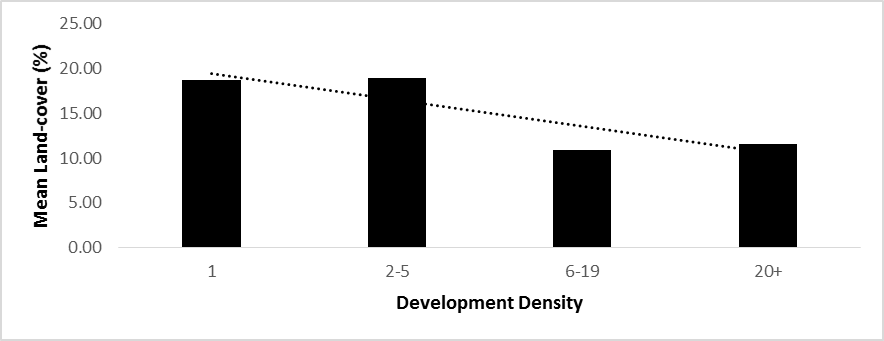 25.00
20.00
15.00
10.00
5.00
0.00
Mean Land-cover (%)
1 2-5 6-19 20+
Development Density